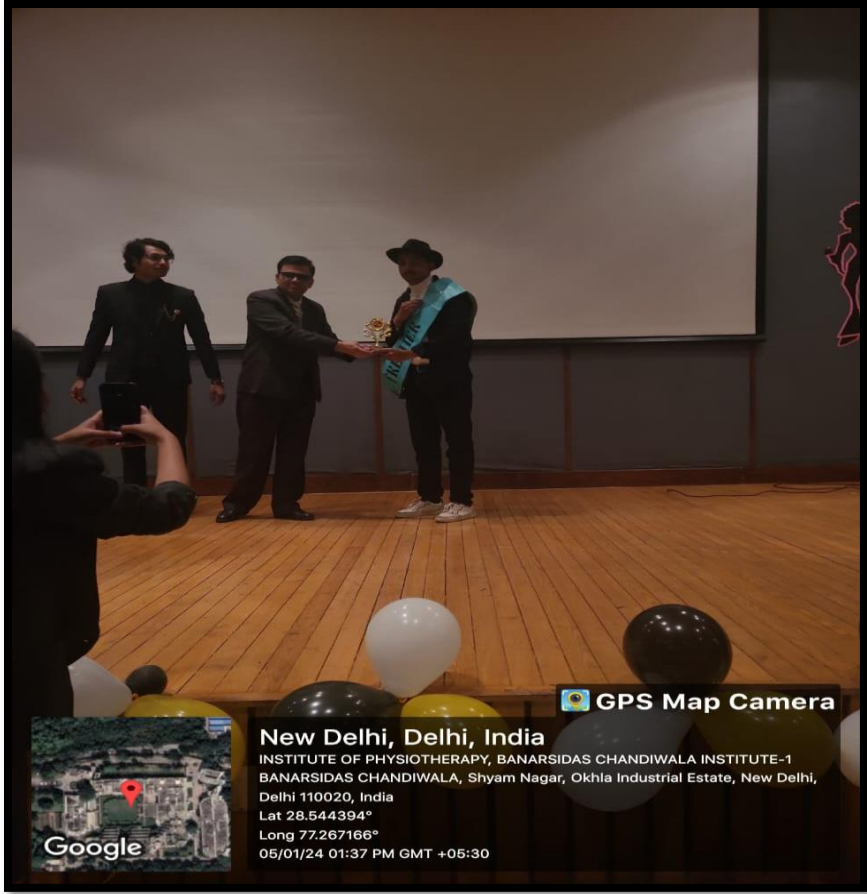 GPS Map Camera
New Delhi, Delhi, India
INSTITUTE OF PHYSIOTHERAPY, BANARSIDAS CHANDIWALA INSTITUTE-1
BANARSIDAS CHANDIWALA, Shyam Nagar, Okhla Industrial Estate, New Delhi,
Delhi 110020, India
Lat 28.544394°
Long 77.267166°
05/01/24 01:37 PM GMT +05:30
Google